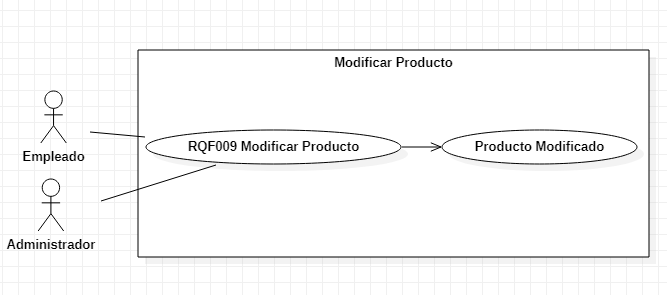 Modificar Producto
Empleado
RQF009 Modificar Producto
Producto Modificado
Administrador